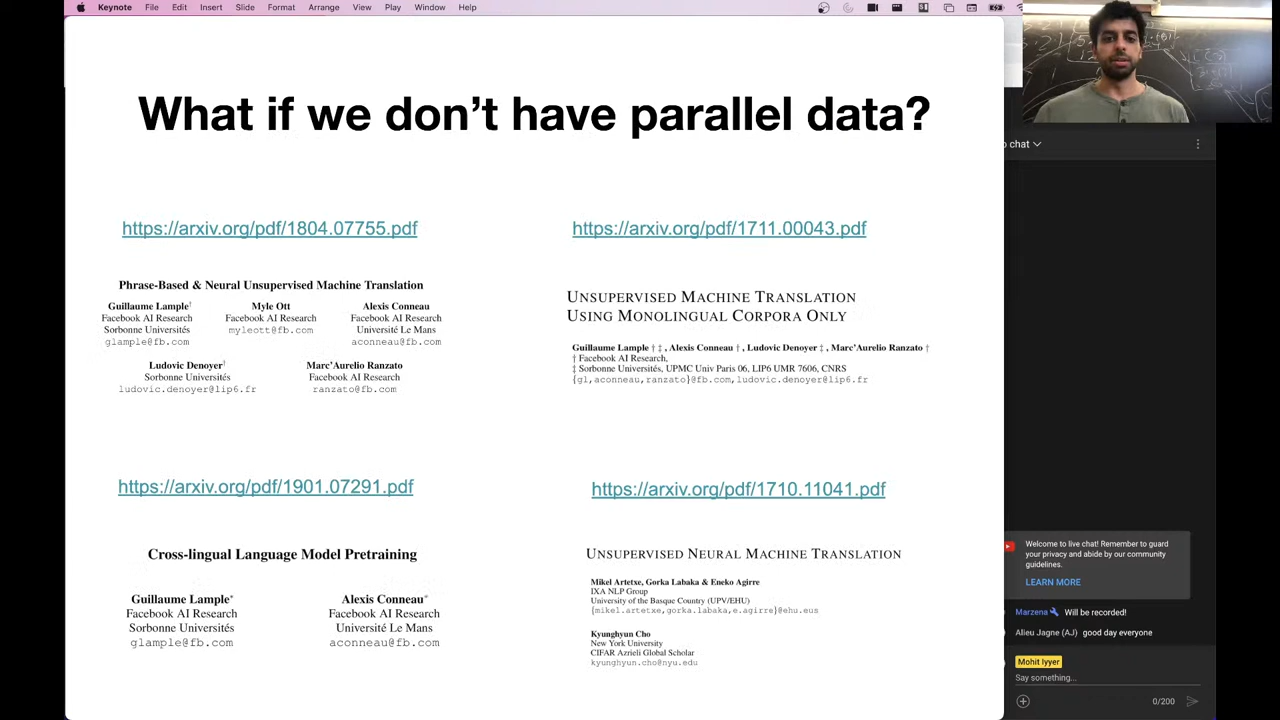 Keynote File Edit Insert Slide Format Arrange View Play Window Help
What if we don't have parallel data?
https://arxiv.org/pdf/1804.07755.pdf
Phrase-Based & Neural Unsupervised Machine Translation
Guillaume Lample† Myle Ott Alexis Conneau
Facebook AI Research Facebook AI Research Facebook AI Research
Sorbonne Universités myleott@fb.com Université Le Mans
glample@fb.com aconneau@fb.com
Ludovic Denoyer† Marc'Aurelio Ranzato
Sorbonne Universités Facebook AI Research
ludovic.denoyer@lip6.fr ranzato@fb.com
https://arxiv.org/pdf/1711.00043.pdf
UNSUPERVISED MACHINE TRANSLATION
USING MONOLINGUAL CORPORA ONLY
Guillaume Lample † ‡ , Alexis Conneau † , Ludovic Denoyer ‡ , Marc'Aurelio Ranzato †
† Facebook AI Research,
‡ Sorbonne Universités, UPMC Univ Paris 06, LIP6 UMR 7606, CNRS
{gl,aconneau,ranzato}@fb.com,ludovic.denoyer@lip6.fr
https://arxiv.org/pdf/1901.07291.pdf
Cross-lingual Language Model Pretraining
Guillaume Lample* Alexis Conneau*
Facebook AI Research Facebook AI Research
Sorbonne Universités Université Le Mans
glample@fb.com aconneau@fb.com
https://arxiv.org/pdf/1710.11041.pdf
UNSUPERVISED NEURAL MACHINE TRANSLATION
Mikel Artetxe, Gorka Labaka & Eneko Agirre
IXA NLP Group
University of the Basque Country (UPV/EHU)
{mikel.artetxe,gorka.labaka,e.agirre}@ehu.eus
Kyunghyun Cho
New York University
CIFAR Azrieli Global Scholar
kyunghyun.cho@nyu.edu
chat
Welcome to live chat! Remember to guard
your privacy and abide by our community
guidelines.
LEARN MORE
Marzena Will be recorded!
Alieu Jagne (AJ) good day everyone
Mohit Iyyer
Say something...
0/200